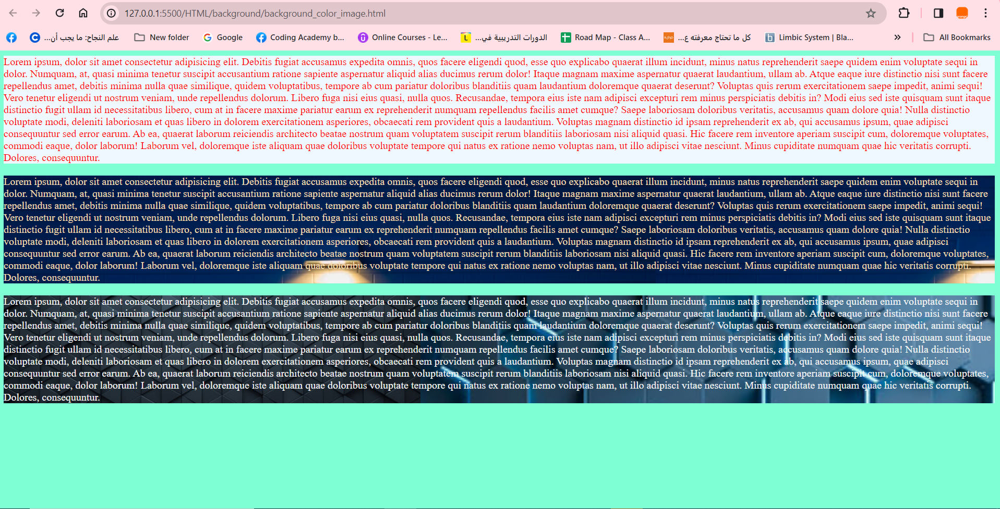 127.0.0.1:5500/HTML/background/background_color_image.html
علم النجاح: ما يجب أن...
New folder
Google
Coding Academy b...
Online Courses - Le...
الدورات التدريبية في...
Road Map - Class A...
كل ما تحتاج معرفته ع...
Limbic System | Bla...
All Bookmarks
Lorem ipsum, dolor sit amet consectetur adipisicing elit. Debitis fugiat accusamus expedita omnis, quos facere eligendi quod, esse quo explicabo quaerat illum incidunt, minus natus reprehenderit saepe quidem enim voluptate sequi in
dolor. Numquam, at, quasi minima tenetur suscipit accusantium ratione sapiente aspernatur aliquid alias ducimus rerum dolor! Itaque magnam maxime aspernatur quaerat laudantium, ullam ab. Atque eaque iure distinctio nisi sunt facere
repellendus amet, debitis minima nulla quae similique, quidem voluptatibus, tempore ab cum pariatur doloribus blanditiis quam laudantium doloremque quaerat deserunt? Voluptas quis rerum exercitationem saepe impedit, animi sequi!
Vero tenetur eligendi ut nostrum veniam, unde repellendus dolorum. Libero fuga nisi eius quasi, nulla quos. Recusandae, tempora eius iste nam adipisci excepturi rem minus perspiciatis debitis in? Modi eius sed iste quisquam sunt itaque
distinctio fugit ullam id necessitatibus libero, cum at in facere maxime pariatur earum ex reprehenderit numquam repellendus facilis amet cumque? Saepe laboriosam doloribus veritatis, accusamus quam dolore quia! Nulla distinctio
voluptate modi, deleniti laboriosam et quas libero in dolorem exercitationem asperiores, obcaecati rem provident quis a laudantium. Voluptas magnam distinctio id ipsam reprehenderit ex ab, qui accusamus ipsum, quae adipisci
consequuntur sed error earum. Ab ea, quaerat laborum reiciendis architecto beatae nostrum quam voluptatem suscipit rerum blanditiis laboriosam nisi aliquid quasi. Hic facere rem inventore aperiam suscipit cum, doloremque voluptates,
commodi eaque, dolor laborum! Laborum vel, doloremque iste aliquam quae doloribus voluptate tempore qui natus ex ratione nemo voluptas nam, ut illo adipisci vitae nesciunt. Minus cupiditate numquam quae hic veritatis corrupti.
Dolores, consequuntur.
Lorem ipsum, dolor sit amet consectetur adipisicing elit. Debitis fugiat accusamus expedita omnis, quos facere eligendi quod, esse quo explicabo quaerat illum incidunt, minus natus reprehenderit saepe quidem enim voluptate sequi in
dolor. Numquam, at, quasi minima tenetur suscipit accusantium ratione sapiente aspernatur aliquid alias ducimus rerum dolor! Itaque magnam maxime aspernatur quaerat laudantium, ullam ab. Atque eaque iure distinctio nisi sunt facere
repellendus amet, debitis minima nulla quae similique, quidem voluptatibus, tempore ab cum pariatur doloribus blanditiis quam laudantium doloremque quaerat deserunt? Voluptas quis rerum exercitationem saepe impedit, animi sequi!
Vero tenetur eligendi ut nostrum veniam, unde repellendus dolorum. Libero fuga nisi eius quasi, nulla quos. Recusandae, tempora eius iste nam adipisci excepturi rem minus perspiciatis debitis in? Modi eius sed iste quisquam sunt itaque
distinctio fugit ullam id necessitatibus libero, cum at in facere maxime pariatur earum ex reprehenderit numquam repellendus facilis amet cumque? Saepe laboriosam doloribus veritatis, accusamus quam dolore quia! Nulla distinctio
voluptate modi, deleniti laboriosam et quas libero in dolorem exercitationem asperiores, obcaecati rem provident quis a laudantium. Voluptas magnam distinctio id ipsam reprehenderit ex ab, qui accusamus ipsum, quae adipisci
consequuntur sed error earum. Ab ea, quaerat laborum reiciendis architecto beatae nostrum quam voluptatem suscipit rerum blanditiis laboriosam nisi aliquid quasi. Hic facere rem inventore aperiam suscipit cum, doloremque voluptates,
commodi eaque, dolor laborum! Laborum vel, doloremque iste aliquam quae doloribus voluptate tempore qui natus ex ratione nemo voluptas nam, ut illo adipisci vitae nesciunt. Minus cupiditate numquam quae hic veritatis corrupti.
Dolores, consequuntur.
Lorem ipsum, dolor sit amet consectetur adipisicing elit. Debitis fugiat accusamus expedita omnis, quos facere eligendi quod, esse quo explicabo quaerat illum incidunt, minus natus reprehenderit saepe quidem enim voluptate sequi in
dolor. Numquam, at, quasi minima tenetur suscipit accusantium ratione sapiente aspernatur aliquid alias ducimus rerum dolor! Itaque magnam maxime aspernatur quaerat laudantium, ullam ab. Atque eaque iure distinctio nisi sunt facere
repellendus amet, debitis minima nulla quae similique, quidem voluptatibus, tempore ab cum pariatur doloribus blanditiis quam laudantium doloremque quaerat deserunt? Voluptas quis rerum exercitationem saepe impedit, animi sequi!
Vero tenetur eligendi ut nostrum veniam, unde repellendus dolorum. Libero fuga nisi eius quasi, nulla quos. Recusandae, tempora eius iste nam adipisci excepturi rem minus perspiciatis debitis in? Modi eius sed iste quisquam sunt itaque
distinctio fugit ullam id necessitatibus libero, cum at in facere maxime pariatur earum ex reprehenderit numquam repellendus facilis amet cumque? Saepe laboriosam doloribus veritatis, accusamus quam dolore quia! Nulla distinctio
voluptate modi, deleniti laboriosam et quas libero in dolorem exercitationem asperiores, obcaecati rem provident quis a laudantium. Voluptas magnam distinctio id ipsam reprehenderit ex ab, qui accusamus ipsum, quae adipisci
consequuntur sed error earum. Ab ea, quaerat laborum reiciendis architecto beatae nostrum quam voluptatem suscipit rerum blanditiis laboriosam nisi aliquid quasi. Hic facere rem inventore aperiam suscipit cum, doloremque voluptates,
commodi eaque, dolor laborum! Laborum vel, doloremque iste aliquam quae doloribus voluptate tempore qui natus ex ratione nemo voluptas nam, ut illo adipisci vitae nesciunt. Minus cupiditate numquam quae hic veritatis corrupti.
Dolores, consequuntur.